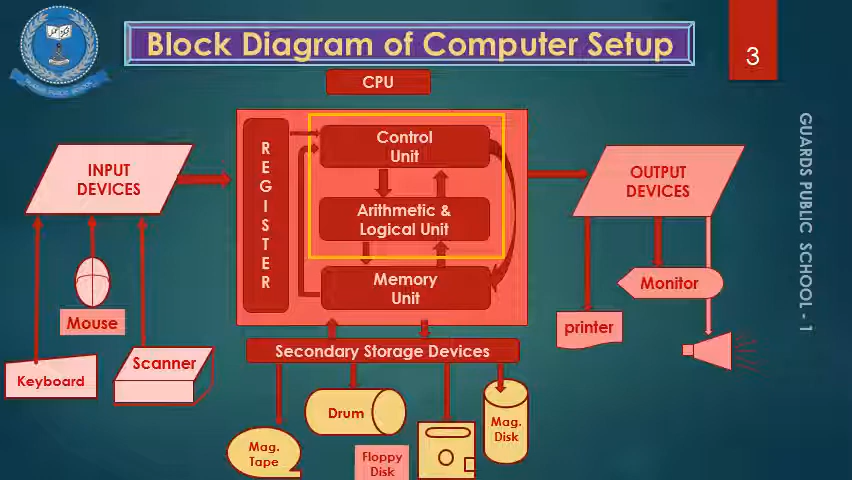 Block Diagram of Computer Setup
3
CPU
REGISTER
Control
Unit
Arithmetic &
Logical Unit
Memory
Unit
INPUT
DEVICES
OUTPUT
DEVICES
Mouse
Keyboard
Scanner
Monitor
printer
Secondary Storage Devices
Mag.
Tape
Drum
Floppy
Disk
Mag.
Disk
GUARDS PUBLIC SCHOOL - 1